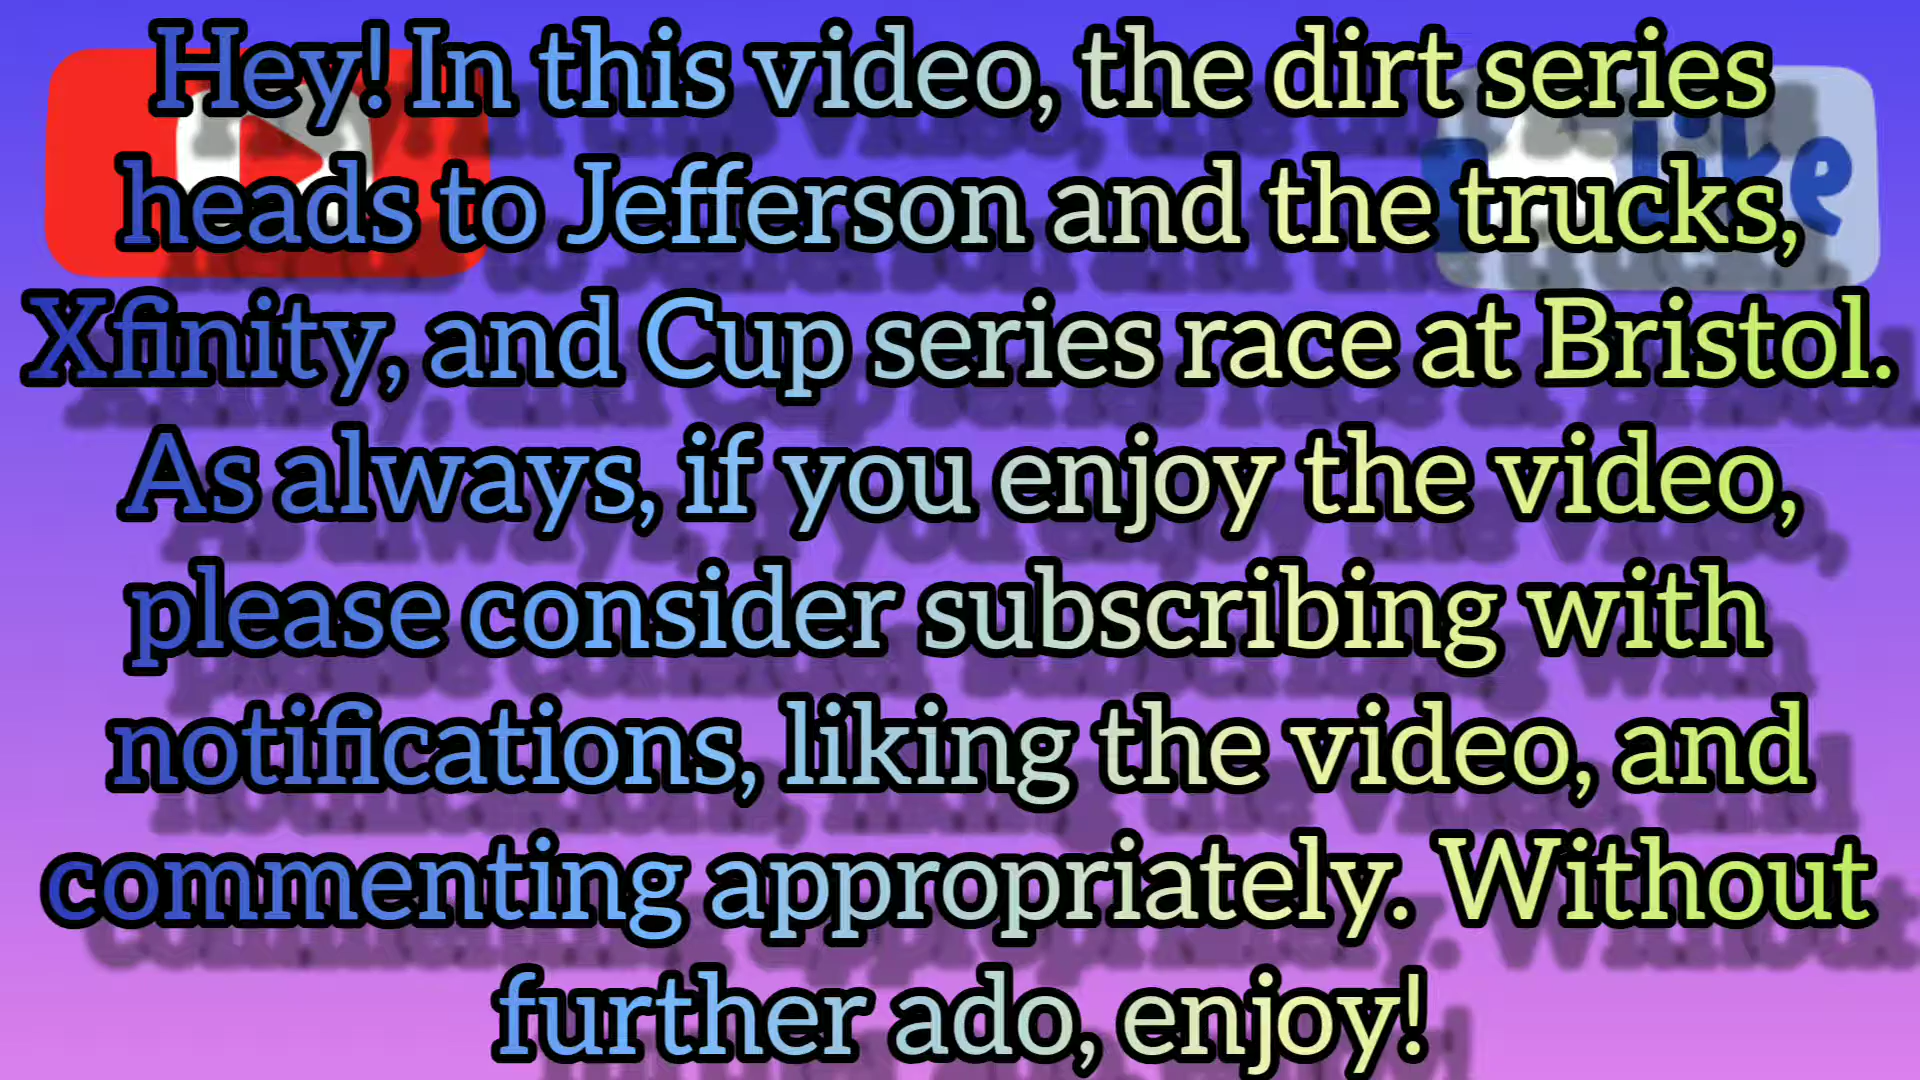 Hey! In this video, the dirt series
heads to Jefferson and the trucks,
Xfinity, and Cup series race at Bristol.
As always, if you enjoy the video,
please consider subscribing with
notifications, liking the video, and
commenting appropriately. Without
further ado, enjoy!
like